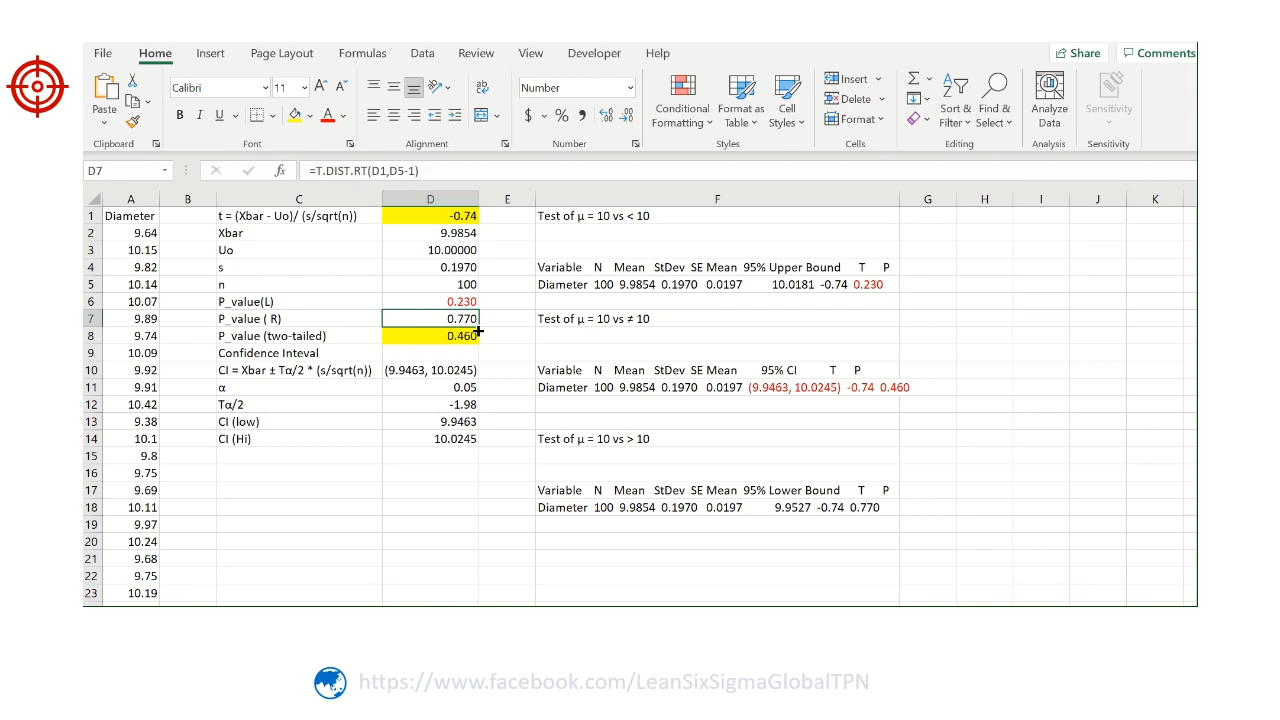 File Home Insert Page Layout Formulas Data Review View Developer Help Share Comments
Paste
Calibri 11
B I U A
Number
$ % 9
Conditional Formatting
Format as Table
Cell Styles
Insert
Delete
Format
Sort & Filter
Find & Select
Analyze Data
Sensitivity
Clipboard Font Alignment Number Styles Cells Editing Analysis Sensitivity
D7 fx =T.DIST.RT(D1,D5-1)
A B C D E F G H I J K
1 Diameter t = (Xbar - Uo)/ (s/sqrt(n)) -0.74 Test of μ = 10 vs < 10
2 9.64 Xbar 9.9854
3 10.15 Uo 10.00000
4 9.82 s 0.1970 Variable N Mean StDev SE Mean 95% Upper Bound T P
5 10.14 n 100 Diameter 100 9.9854 0.1970 0.0197 10.0181 -0.74 0.230
6 10.07 P_value(L) 0.230
7 9.89 P_value ( R) 0.770 Test of μ = 10 vs ≠ 10
8 9.74 P_value (two-tailed) 0.460
9 10.09 Confidence Inteval
10 9.92 CI = Xbar ± Tα/2 * (s/sqrt(n)) (9.9463, 10.0245) Variable N Mean StDev SE Mean 95% CI T P
11 9.91 α 0.05 Diameter 100 9.9854 0.1970 0.0197 (9.9463, 10.0245) -0.74 0.460
12 10.42 Tα/2 -1.98
13 9.38 CI (low) 9.9463
14 10.1 CI (Hi) 10.0245 Test of μ = 10 vs > 10
15 9.8
16 9.75
17 9.69 Variable N Mean StDev SE Mean 95% Lower Bound T P
18 10.11 Diameter 100 9.9854 0.1970 0.0197 9.9527 -0.74 0.770
19 9.97
20 10.24
21 9.68
22 9.75
23 10.19
https://www.facebook.com/LeanSixSigmaGlobalTPN